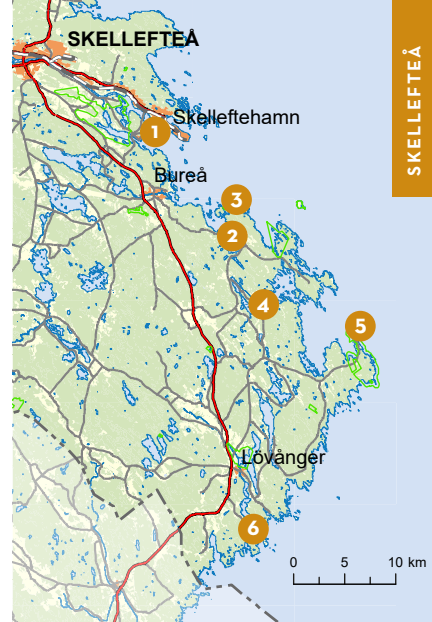 SKELLEFTEÅ
SKELLEFTEÅ
1
Skelleftehamn
Bureå
3
2
4
5
Lövånger
6
0 5 10 km